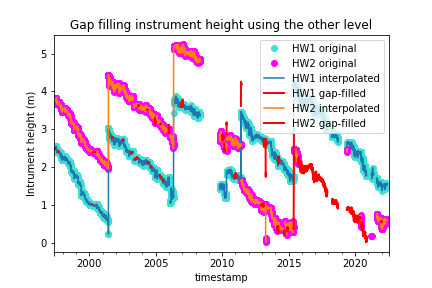 Gap filling instrument height using the other level
Intrument height (m)
5
4
3
2
1
0
HW1 original
HW2 original
HW1 interpolated
HW1 gap-filled
HW2 interpolated
HW2 gap-filled
2000
2005
2010
2015
2020
timestamp